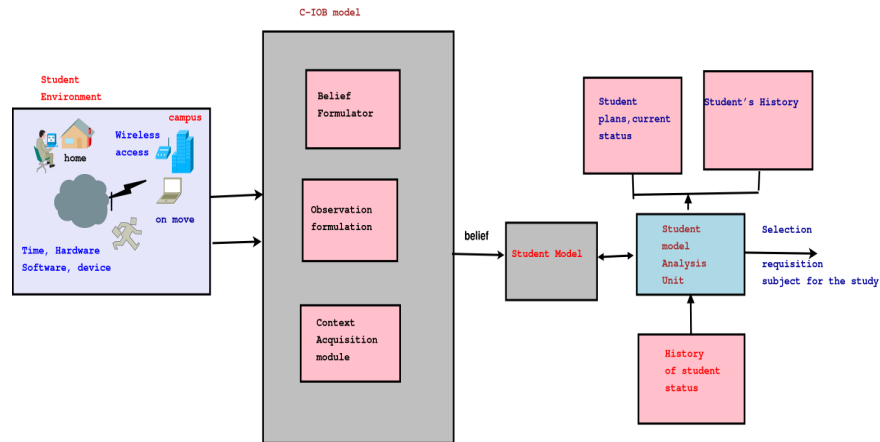 C-IOB model
Student
Environment
campus
Wireless
access
home
on move
Time, Hardware
Software, device
Belief
Formulator
Observation
formulation
Context
Acquisition
module
belief
Student Model
Student
plans,current
status
Student's History
Student
model
Analysis
Unit
Selection
requisition
subject for the study
History
of student
status